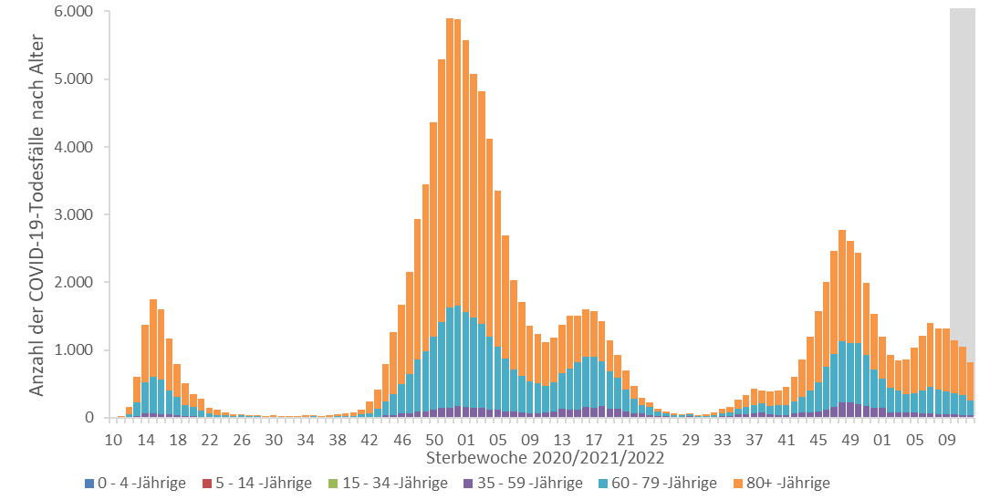 Anzahl der COVID-19-Todesfälle nach Alter
6.000
5.000
4.000
3.000
2.000
1.000
0
10 14 18 22 26 30 34 38 42 46 50 01 05 09 13 17 21 25 29 33 37 41 45 49 01 05 09
Sterbewoche 2020/2021/2022
0 - 4 -Jährige 5 - 14 -Jährige 15 - 34 -Jährige 35 - 59 -Jährige 60 - 79 -Jährige 80+ -Jährige